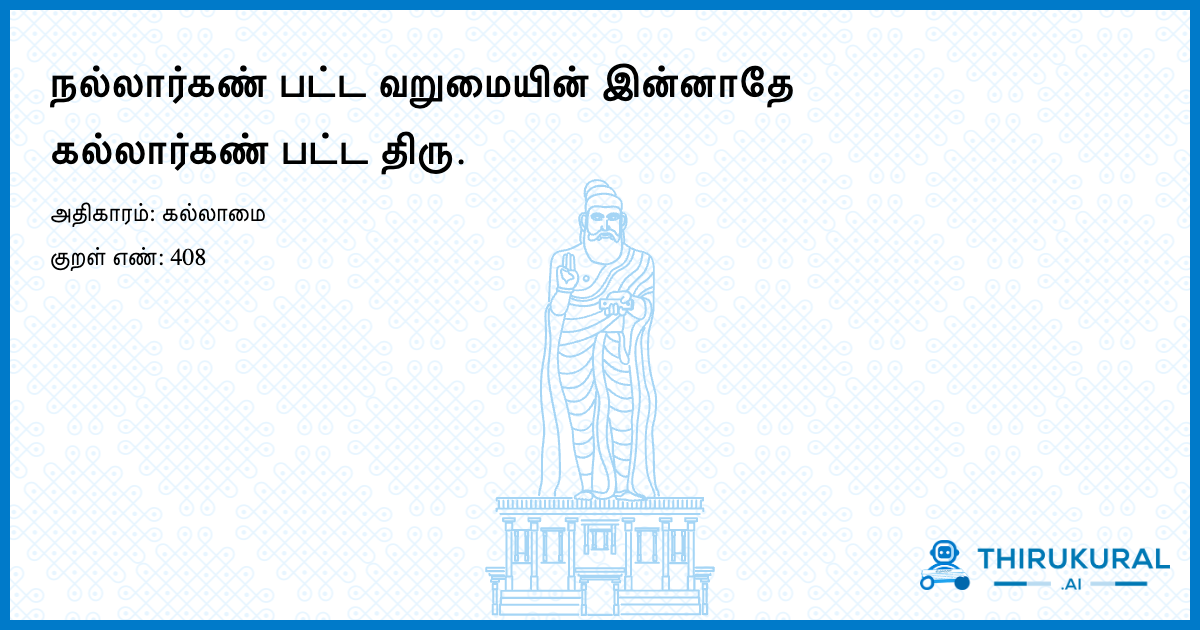 நல்லார்கண் பட்ட வறுமையின் இன்னாதே
கல்லார்கண் பட்ட திரு.
அதிகாரம்: கல்லாமை
குறள் எண்: 408
THIRUKURAL
.AI